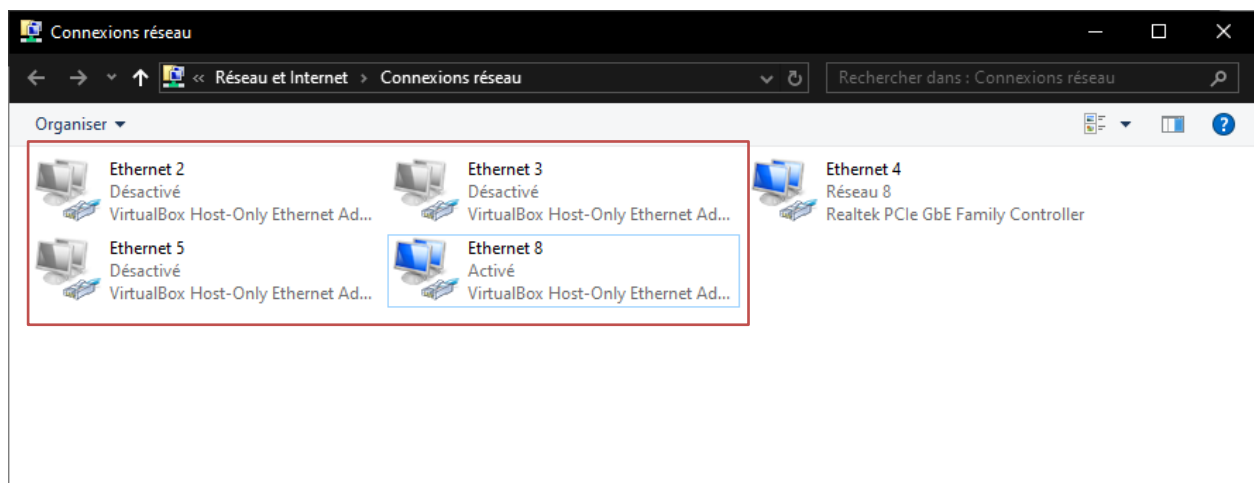 Connexions réseau
« Réseau et Internet > Connexions réseau
Rechercher dans : Connexions réseau
Organiser
Ethernet 2
Désactivé
VirtualBox Host-Only Ethernet Ad...
Ethernet 3
Désactivé
VirtualBox Host-Only Ethernet Ad...
Ethernet 4
Réseau 8
Realtek PCIe GbE Family Controller
Ethernet 5
Désactivé
VirtualBox Host-Only Ethernet Ad...
Ethernet 8
Activé
VirtualBox Host-Only Ethernet Ad...